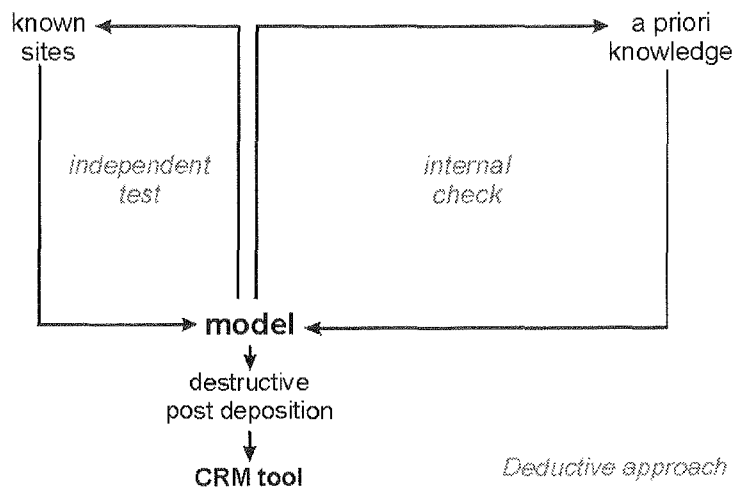 known
sites
a priori
knowledge
independent
test
internal
check
model
destructive
post deposition
CRM tool
Deductive approach